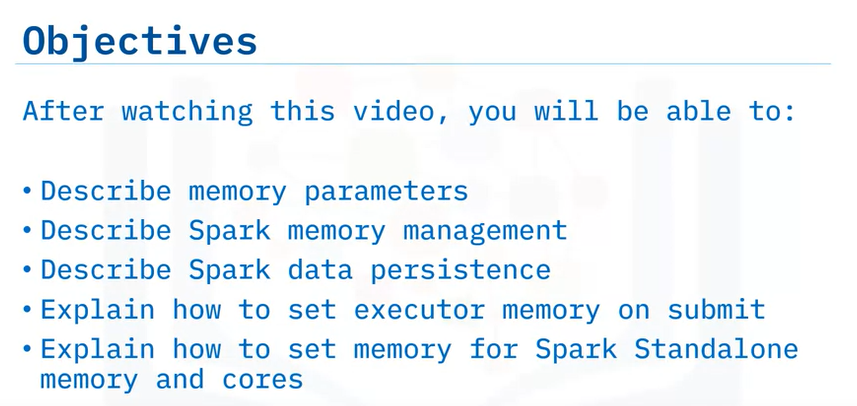 Objectives
After watching this video, you will be able to:
• Describe memory parameters
• Describe Spark memory management
• Describe Spark data persistence
• Explain how to set executor memory on submit
• Explain how to set memory for Spark Standalone
memory and cores